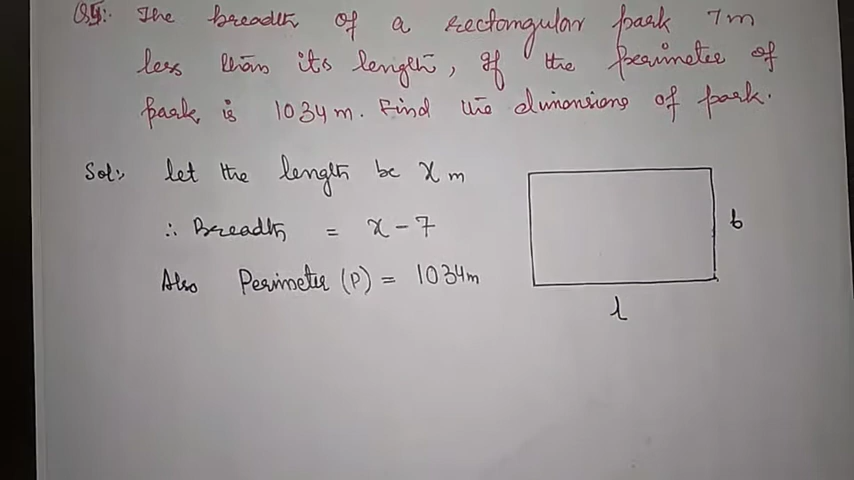 Q5: The breadth of a rectangular park 7m
less than its length, If the perimeter of
park is 1034m. Find the dimensions of park.
Sol:, let the length be x m
∴ Breadth = x - 7
b
Also Perimeter (P) = 1034m
l